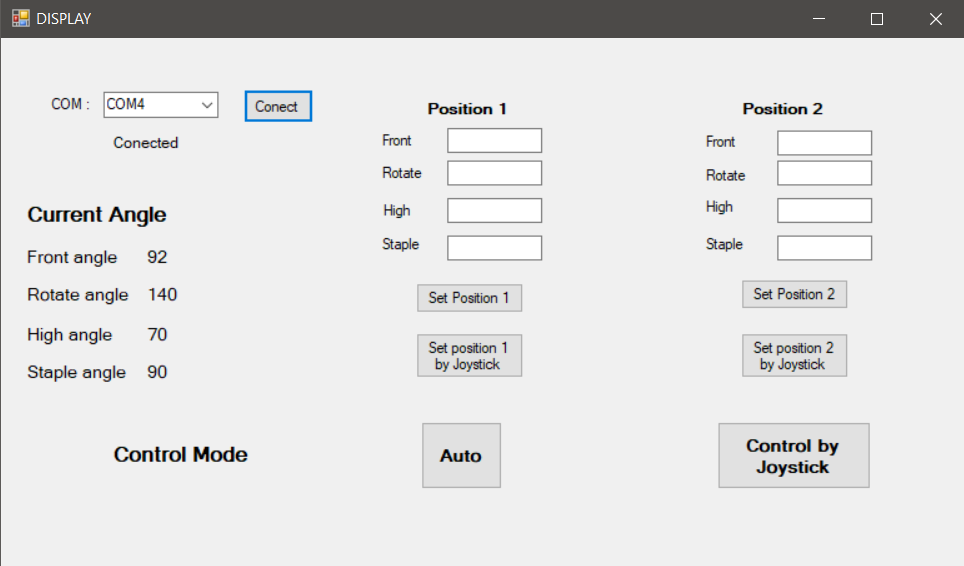 DISPLAY
COM :
COM4
Conect
Conected
Current Angle
Front angle 92
Rotate angle 140
High angle 70
Staple angle 90
Position 1
Front
Rotate
High
Staple
Set Position 1
Set position 1
by Joystick
Position 2
Front
Rotate
High
Staple
Set Position 2
Set position 2
by Joystick
Control Mode
Auto
Control by
Joystick